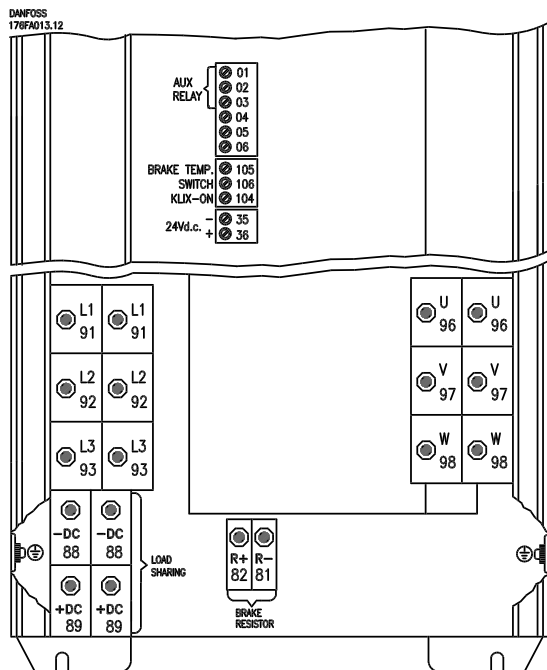 DANFOSS
176FA013.12
AUX
RELAY
01
02
03
04
05
06
BRAKE TEMP.
SWITCH
KLIX-ON
105
106
104
24Vd.c.
- 35
+ 36
L1
91
L1
91
L2
92
L2
92
L3
93
L3
93
U
96
U
96
V
97
V
97
W
98
W
98
-DC
88
-DC
88
+DC
89
+DC
89
LOAD
SHARING
R+
82
R-
81
BRAKE
RESISTOR